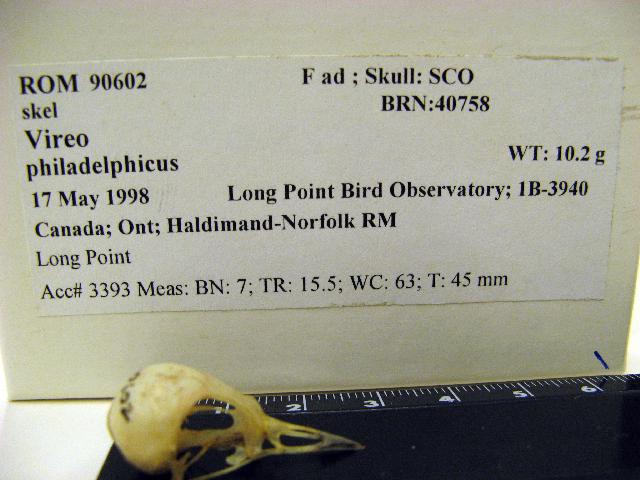 ROM 90602 F ad ; Skull: SCO
skel BRN:40758
Vireo
philadelphicus WT: 10.2 g
17 May 1998 Long Point Bird Observatory; 1B-3940
Canada; Ont; Haldimand-Norfolk RM
Long Point
Acc# 3393 Meas: BN: 7; TR: 15.5; WC: 63; T: 45 mm
2 3 4 5 6